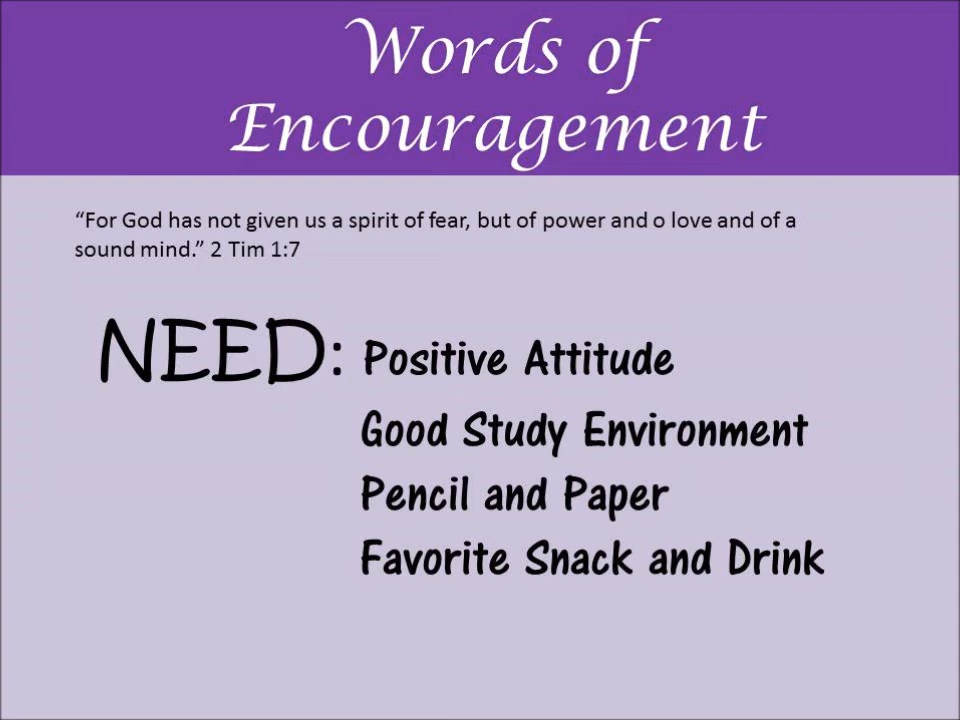 Words of
Encouragement
“For God has not given us a spirit of fear, but of power and o love and of a
sound mind.” 2 Tim 1:7
NEED: Positive Attitude
Good Study Environment
Pencil and Paper
Favorite Snack and Drink